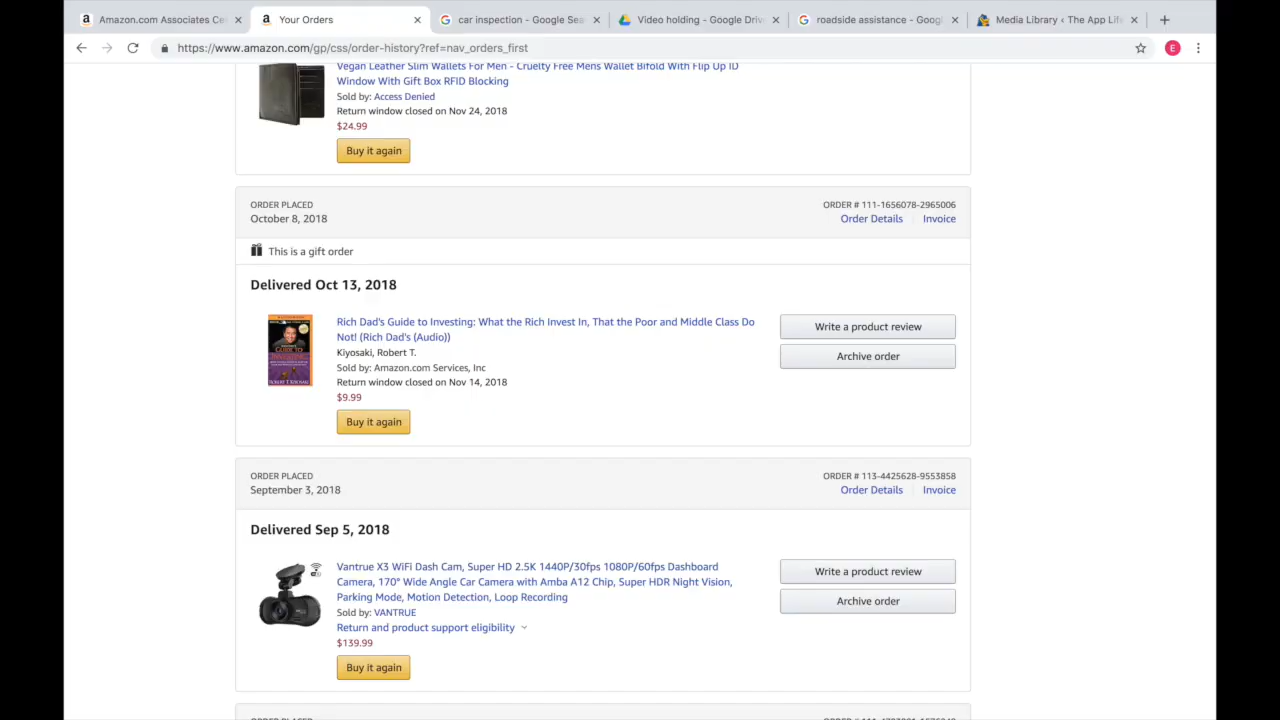 Amazon.com Associates Ce
Your Orders
car inspection - Google Sea
Video holding - Google Drive
roadside assistance - Googl
Media Library < The App Life
https://www.amazon.com/gp/css/order-history?ref=nav_orders_first
E
Vegan Leather Slim Wallets For Men - Cruelty Free Mens Wallet Bifold With Flip Up ID
Window With Gift Box RFID Blocking
Sold by: Access Denied
Return window closed on Nov 24, 2018
$24.99
Buy it again
ORDER PLACED
October 8, 2018
ORDER # 111-1656078-2965006
Order Details
Invoice
This is a gift order
Delivered Oct 13, 2018
Rich Dad's Guide to Investing: What the Rich Invest In, That the Poor and Middle Class Do
Not! (Rich Dad's (Audio))
Kiyosaki, Robert T.
Sold by: Amazon.com Services, Inc
Return window closed on Nov 14, 2018
$9.99
Buy it again
Write a product review
Archive order
ORDER PLACED
September 3, 2018
ORDER # 113-4425628-9553858
Order Details
Invoice
Delivered Sep 5, 2018
Vantrue X3 WiFi Dash Cam, Super HD 2.5K 1440P/30fps 1080P/60fps Dashboard
Camera, 170° Wide Angle Car Camera with Amba A12 Chip, Super HDR Night Vision,
Parking Mode, Motion Detection, Loop Recording
Sold by: VANTRUE
Return and product support eligibility
$139.99
Buy it again
Write a product review
Archive order